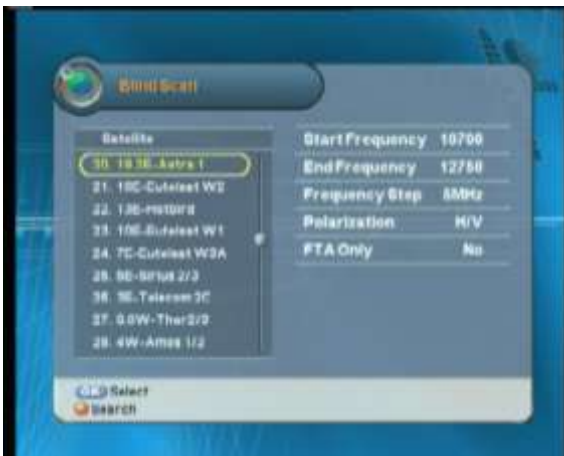 Blind Scan
Satellite
20. 19.2E-Astra 1
21. 16E-Eutelsat W2
22. 13E-Hotbird
23. 10E-Eutelsat W1
24. 7E-Eutelsat W3A
25. 5E-Sirius 2/3
26. 3E-Telecom 2C
27. 0.8W-Thor2/3
28. 4W-Amos 1/2
Start Frequency 10700
End Frequency 12750
Frequency Step 8MHz
Polarization H/V
FTA Only No
OK Select
Search